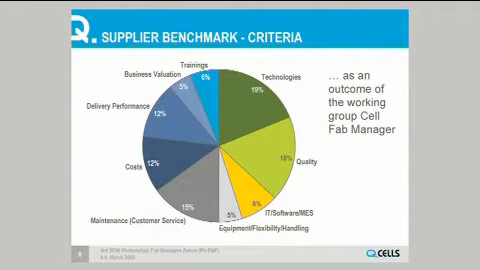 Q.
SUPPLIER BENCHMARK - CRITERIA
Trainings
6%
Business Valuation
5%
Technologies
19%
Delivery Performance
12%
Costs
12%
Quality
18%
Maintenance (Customer Service)
15%
IT/Software/MES
8%
5%
Equipment/Flexibility/Handling
… as an
outcome of
the working
group Cell
Fab Manager
Q.CELLS